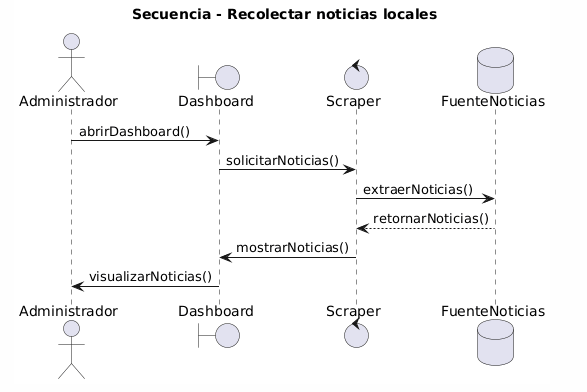 Secuencia - Recolectar noticias locales
Administrador Dashboard Scraper FuenteNoticias
abrirDashboard()
solicitarNoticias()
extraerNoticias()
retornarNoticias()
mostrarNoticias()
visualizarNoticias()
Administrador Dashboard Scraper FuenteNoticias